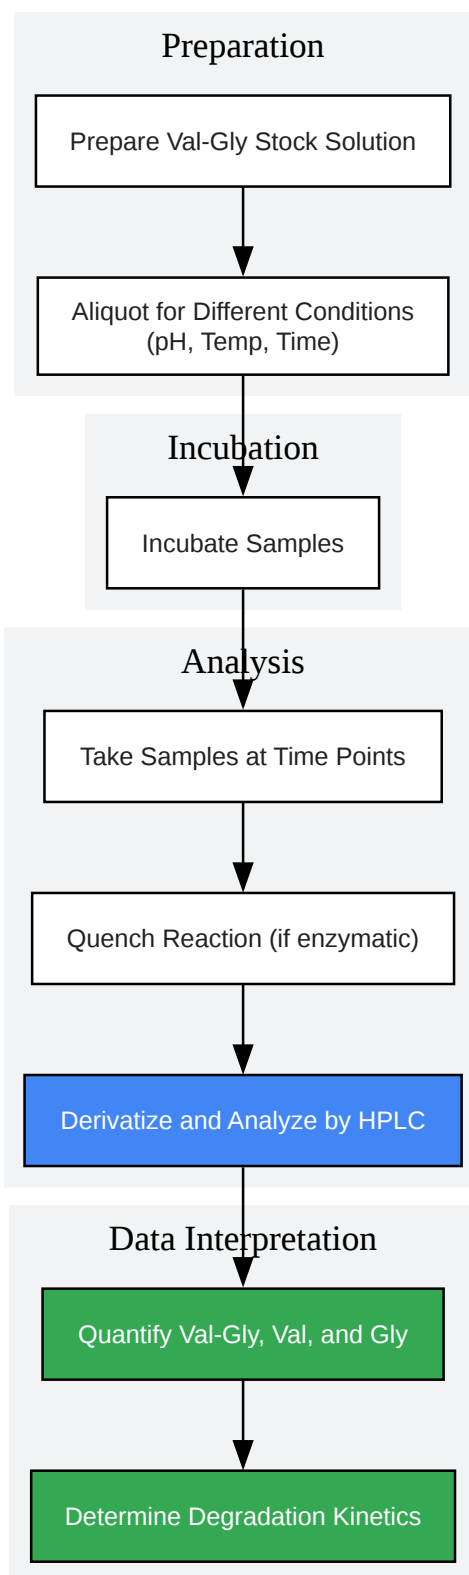 Preparation
Prepare Val-Gly Stock Solution
Aliquot for Different Conditions
(pH, Temp, Time)
Incubation
Incubate Samples
Analysis
Take Samples at Time Points
Quench Reaction (if enzymatic)
Derivatize and Analyze by HPLC
Data Interpretation
Quantify Val-Gly, Val, and Gly
Determine Degradation Kinetics